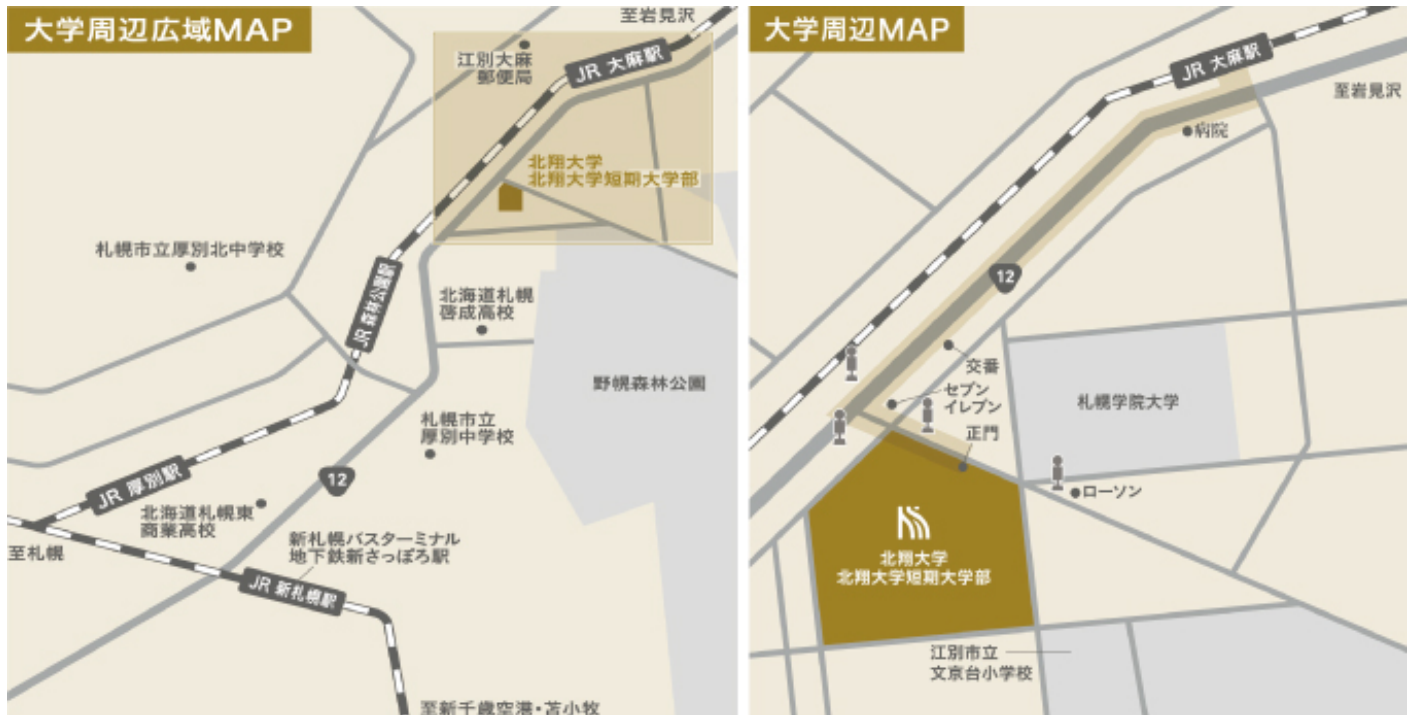 大学周辺広域MAP
至岩見沢
江別大麻
郵便局
JR 大麻駅
北翔大学
北翔大学短期大学部
札幌市立厚別北中学校
JR 森林公園駅
北海道札幌
啓成高校
野幌森林公園
札幌市立
厚別中学校
12
JR 厚別駅
北海道札幌東
商業高校
至札幌
新札幌バスターミナル
地下鉄新さっぽろ駅
JR 新札幌駅
至新千歳空港・苫小牧
大学周辺MAP
JR 大麻駅
至岩見沢
病院
12
交番
セブン
イレブン
正門
札幌学院大学
ローソン
北翔大学
北翔大学短期大学部
江別市立
文京台小学校